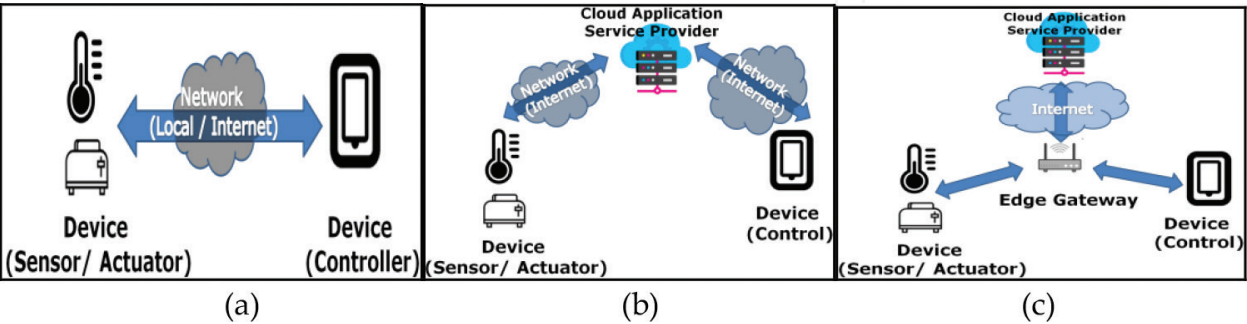 Network
(Local / Internet)
Device
(Sensor/ Actuator)
Device
(Controller)
(a)
Cloud Application
Service Provider
Network
(Internet)
Network
(Internet)
Device
(Sensor/ Actuator)
Device
(Control)
(b)
Cloud Application
Service Provider
Internet
Edge Gateway
Device
(Sensor/ Actuator)
Device
(Control)
(c)